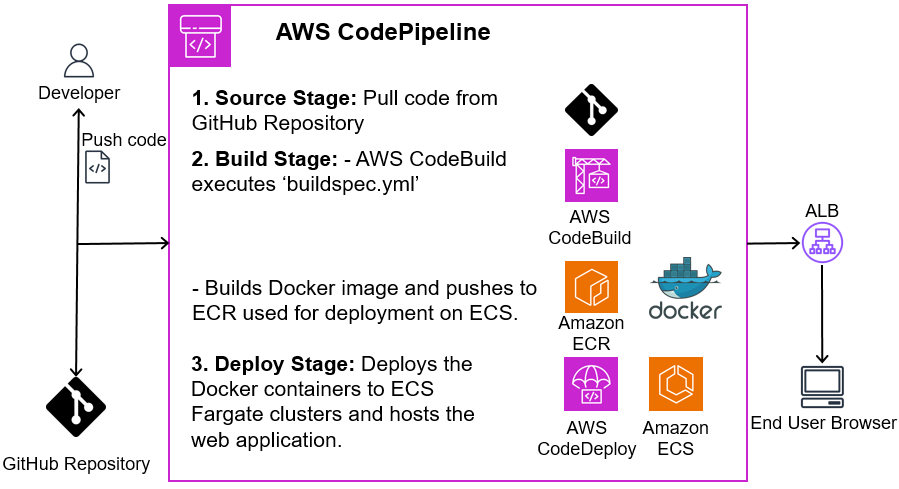 AWS CodePipeline
Developer
Push code
1. Source Stage: Pull code from
GitHub Repository
2. Build Stage: - AWS CodeBuild
executes ‘buildspec.yml’
AWS
CodeBuild
- Builds Docker image and pushes to
ECR used for deployment on ECS.
docker
Amazon
ECR
3. Deploy Stage: Deploys the
Docker containers to ECS
Fargate clusters and hosts the
web application.
AWS
CodeDeploy
Amazon
ECS
GitHub Repository
ALB
End User Browser